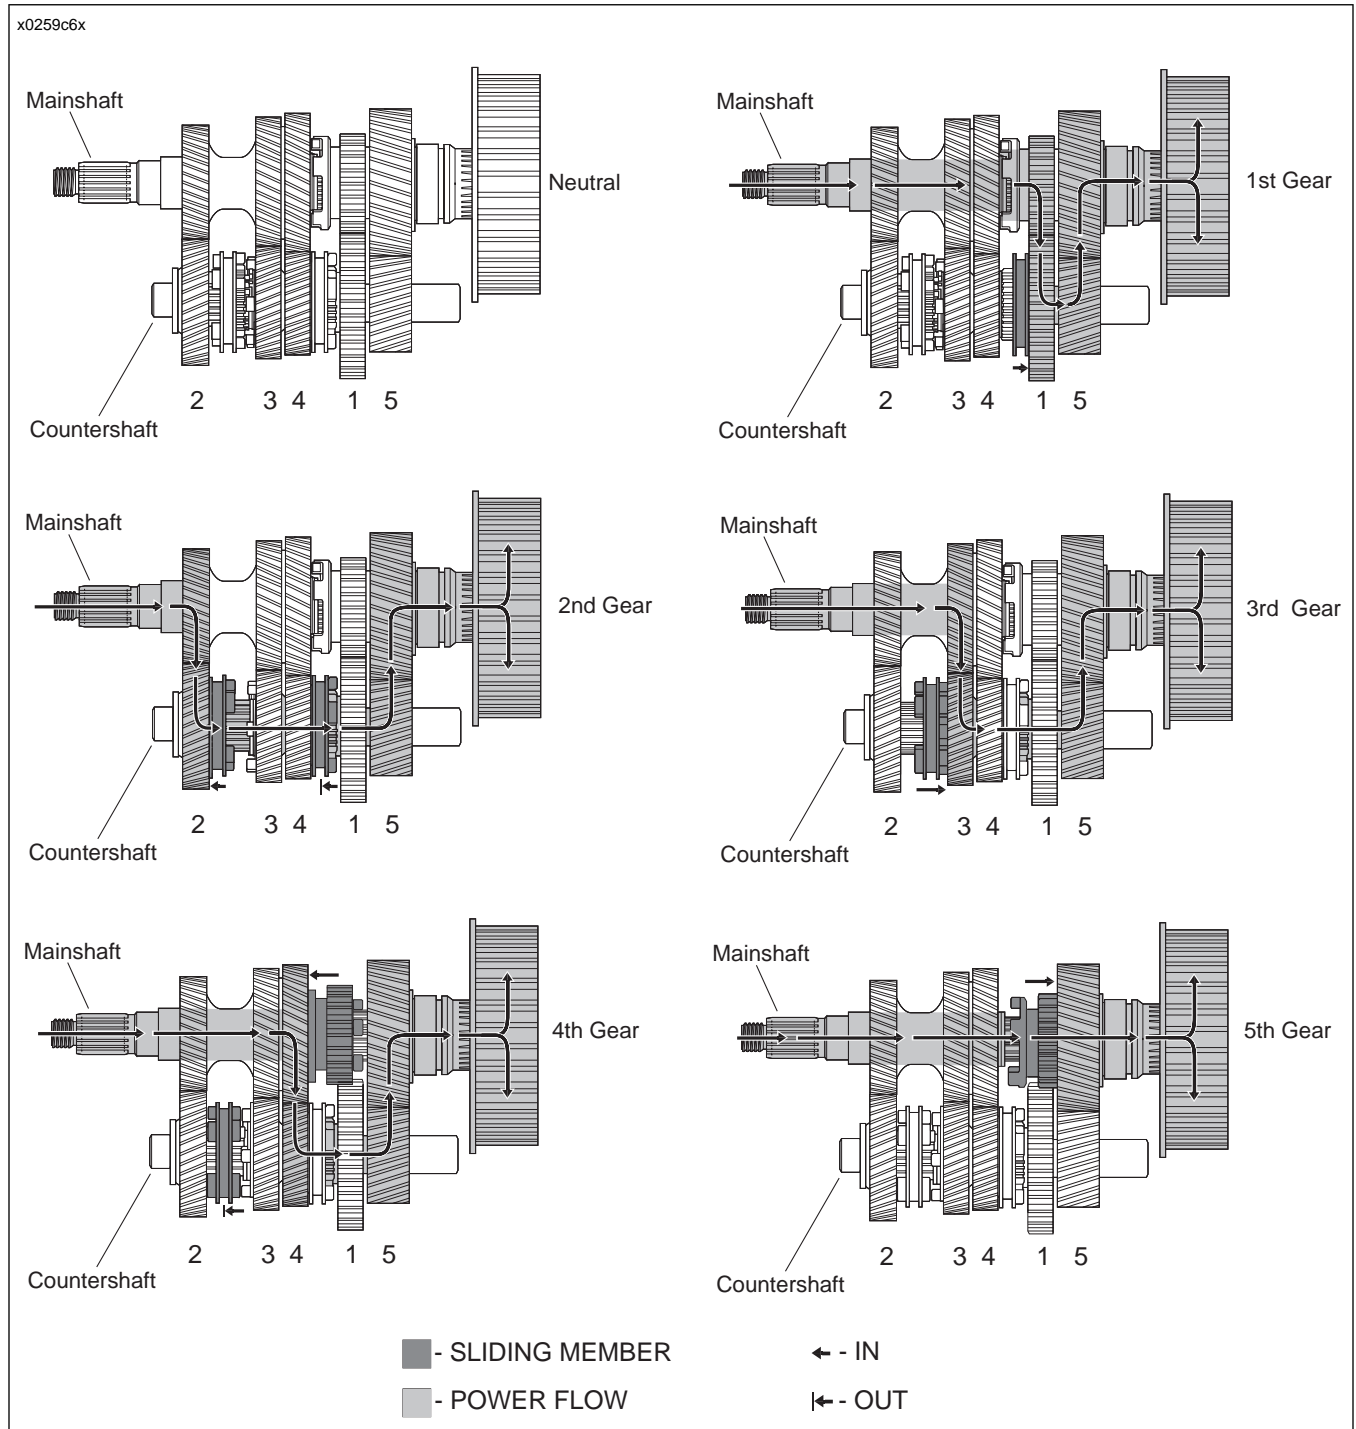 x0259c6x
Mainshaft
Neutral
2 3 4 1 5
Countershaft
Mainshaft
1st Gear
2 3 4 1 5
Countershaft
Mainshaft
2nd Gear
2 3 4 1 5
Countershaft
Mainshaft
3rd Gear
2 3 4 1 5
Countershaft
Mainshaft
4th Gear
2 3 4 1 5
Countershaft
Mainshaft
5th Gear
2 3 4 1 5
Countershaft
- SLIDING MEMBER
- IN
- POWER FLOW
- OUT